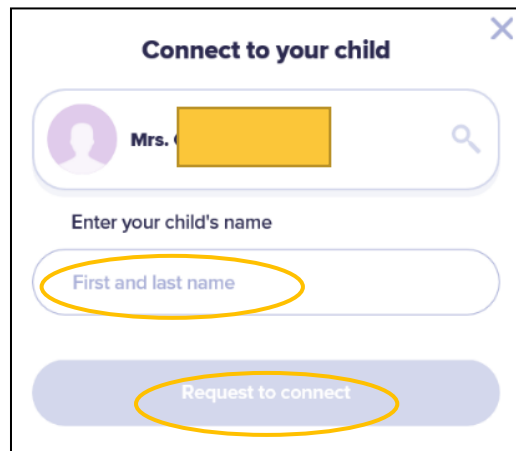 Connect to your child
Mrs.
Enter your child's name
First and last name
Request to connect